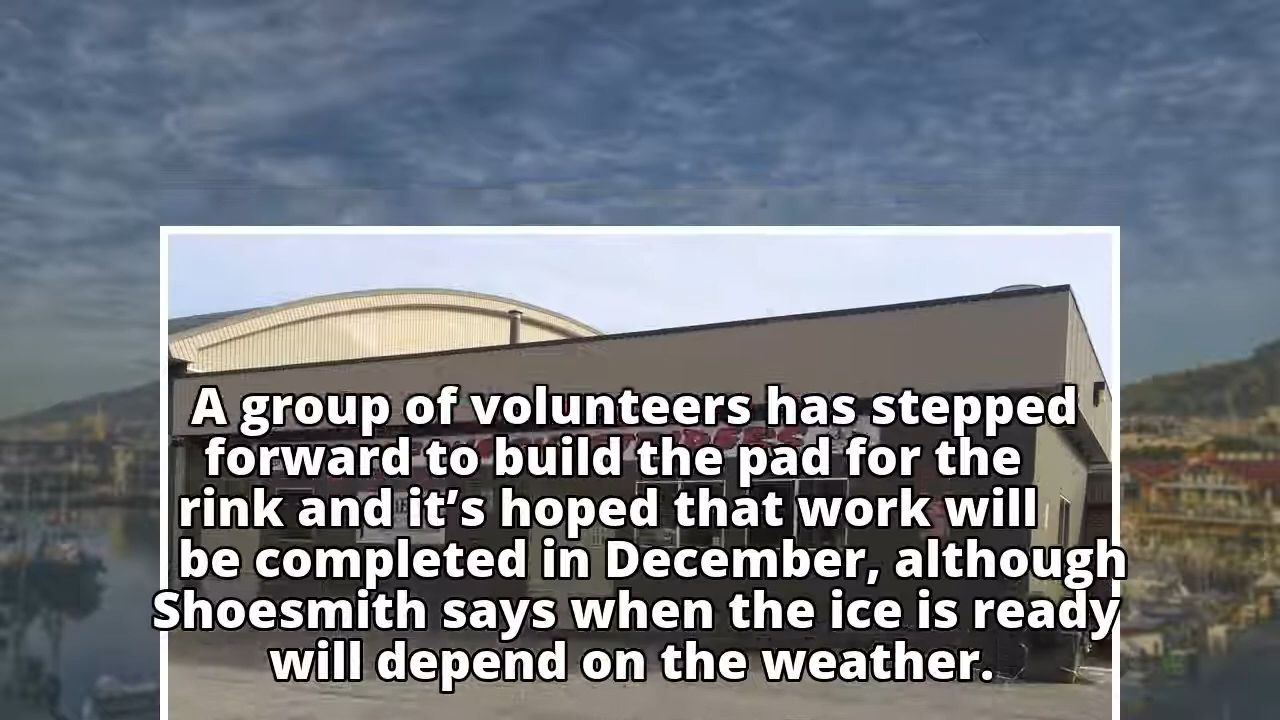 A group of volunteers has stepped
forward to build the pad for the
rink and it’s hoped that work will
be completed in December, although
Shoesmith says when the ice is ready
will depend on the weather.